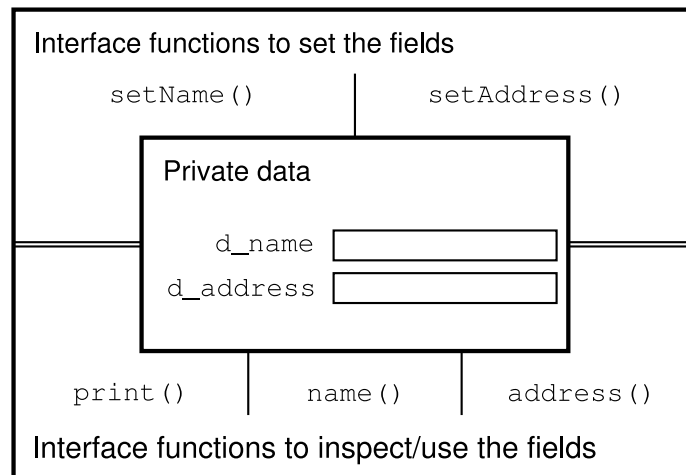 Interface functions to set the fields
setName() setAddress()
Private data
d_name
d_address
print() name() address()
Interface functions to inspect/use the fields